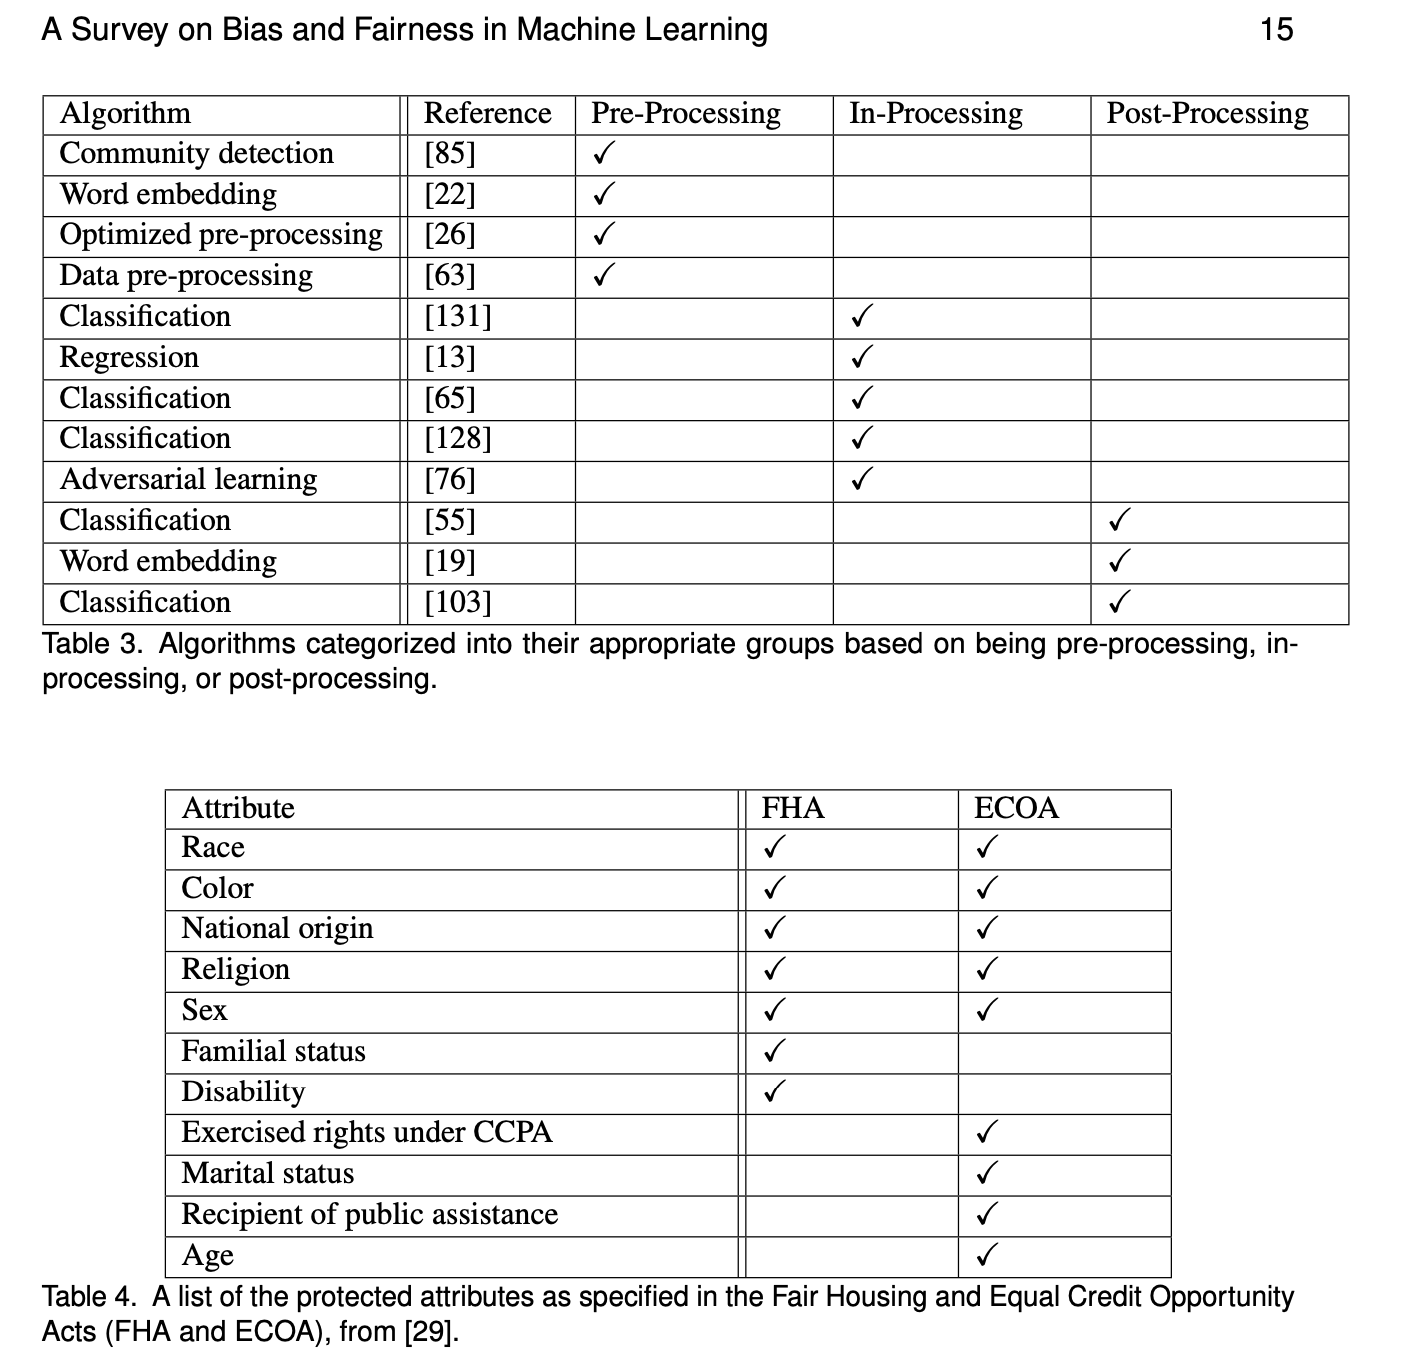 A Survey on Bias and Fairness in Machine Learning 15
Algorithm Reference Pre-Processing In-Processing Post-Processing
Community detection [85] ✓
Word embedding [22] ✓
Optimized pre-processing [26] ✓
Data pre-processing [63] ✓
Classification [131] ✓
Regression [13] ✓
Classification [65] ✓
Classification [128] ✓
Adversarial learning [76] ✓
Classification [55] ✓
Word embedding [19] ✓
Classification [103] ✓
Table 3. Algorithms categorized into their appropriate groups based on being pre-processing, in-
processing, or post-processing.
Attribute FHA ECOA
Race ✓ ✓
Color ✓ ✓
National origin ✓ ✓
Religion ✓ ✓
Sex ✓ ✓
Familial status ✓
Disability ✓
Exercised rights under CCPA ✓
Marital status ✓
Recipient of public assistance ✓
Age ✓
Table 4. A list of the protected attributes as specified in the Fair Housing and Equal Credit Opportunity
Acts (FHA and ECOA), from [29].